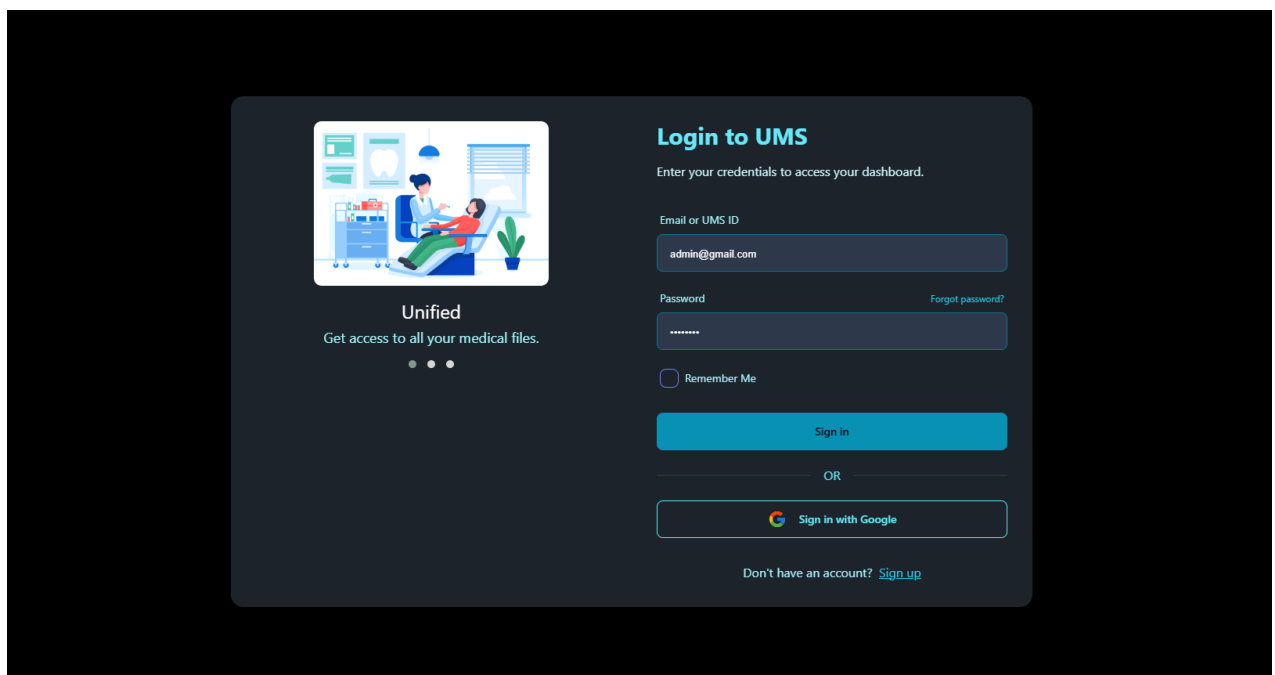 Unified
Get access to all your medical files.
Login to UMS
Enter your credentials to access your dashboard.
Email or UMS ID
admin@gmail.com
Password Forgot password?
••••••••
Remember Me
Sign in
OR
Sign in with Google
Don't have an account? Sign up